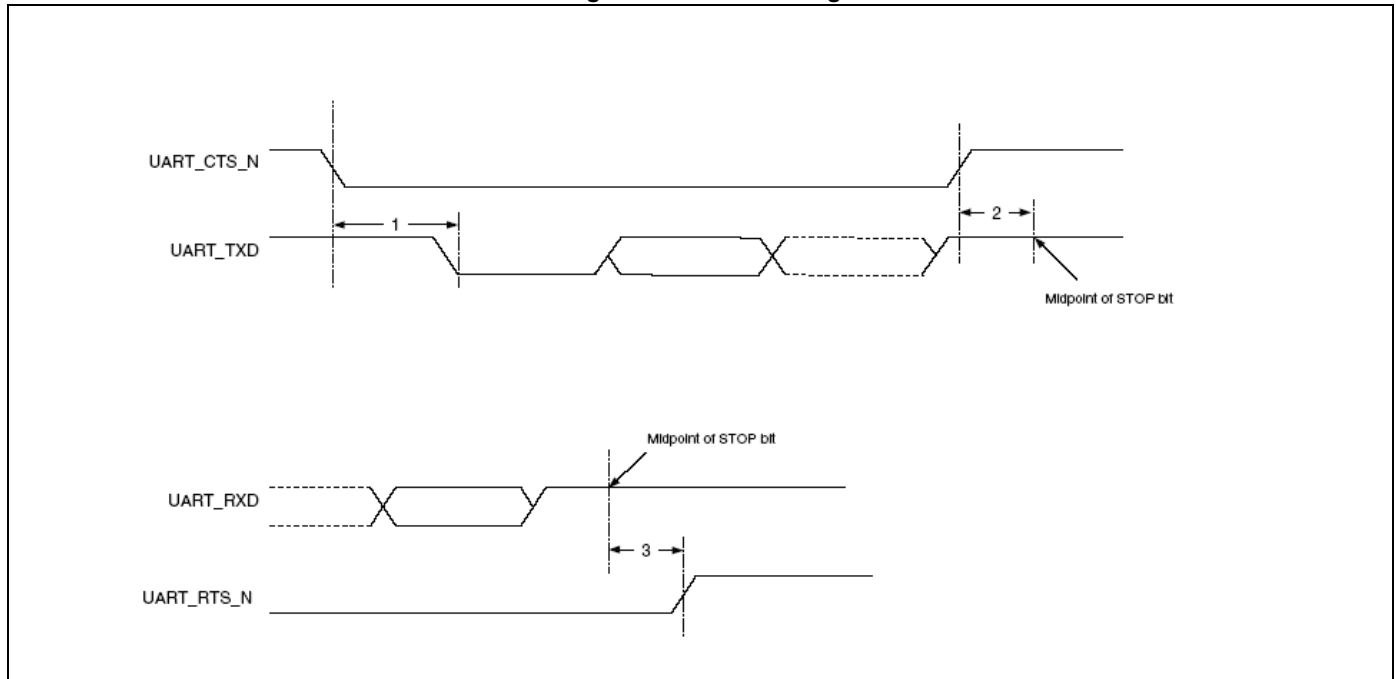 UART_CTS_N
1
2
UART_TXD
Midpoint of STOP bit
Midpoint of STOP bit
UART_RXD
3
UART_RTS_N